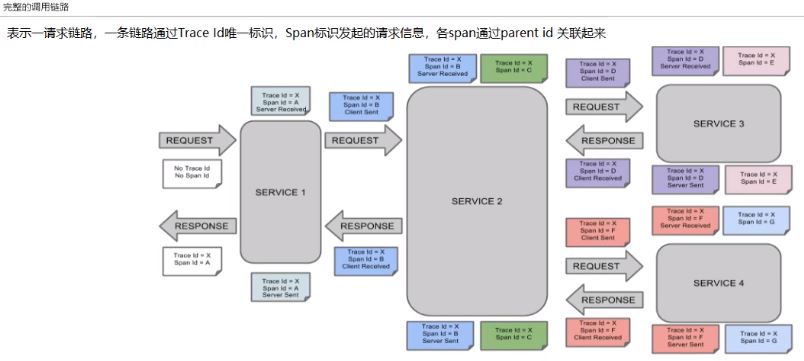 完整的调用链路
表示一请求链路，一条链路通过Trace Id唯一标识，Span标识发起的请求信息，各span通过parent id 关联起来
Trace Id = X
Span Id = A
Server Received
Trace Id = X
Span Id = B
Client Sent
Trace Id = X
Span Id = B
Server Received
Trace Id = X
Span Id = C
Trace Id = X
Span Id = D
Client Sent
Trace Id = X
Span Id = D
Server Received
Trace Id = X
Span Id = E
REQUEST
REQUEST
REQUEST
RESPONSE
No Trace Id
No Span Id
SERVICE 1
SERVICE 2
SERVICE 3
Trace Id = X
Span Id = D
Client Received
Trace Id = X
Span Id = D
Server Sent
Trace Id = X
Span Id = E
RESPONSE
RESPONSE
Trace Id = X
Span Id = A
Trace Id = X
Span Id = A
Server Sent
Trace Id = X
Span Id = B
Client Received
Trace Id = X
Span Id = F
Client Sent
Trace Id = X
Span Id = F
Server Received
Trace Id = X
Span Id = G
REQUEST
RESPONSE
SERVICE 4
Trace Id = X
Span Id = B
Server Sent
Trace Id = X
Span Id = C
Trace Id = X
Span Id = F
Client Received
Trace Id = X
Span Id = F
Server Sent
Trace Id = X
Span Id = G